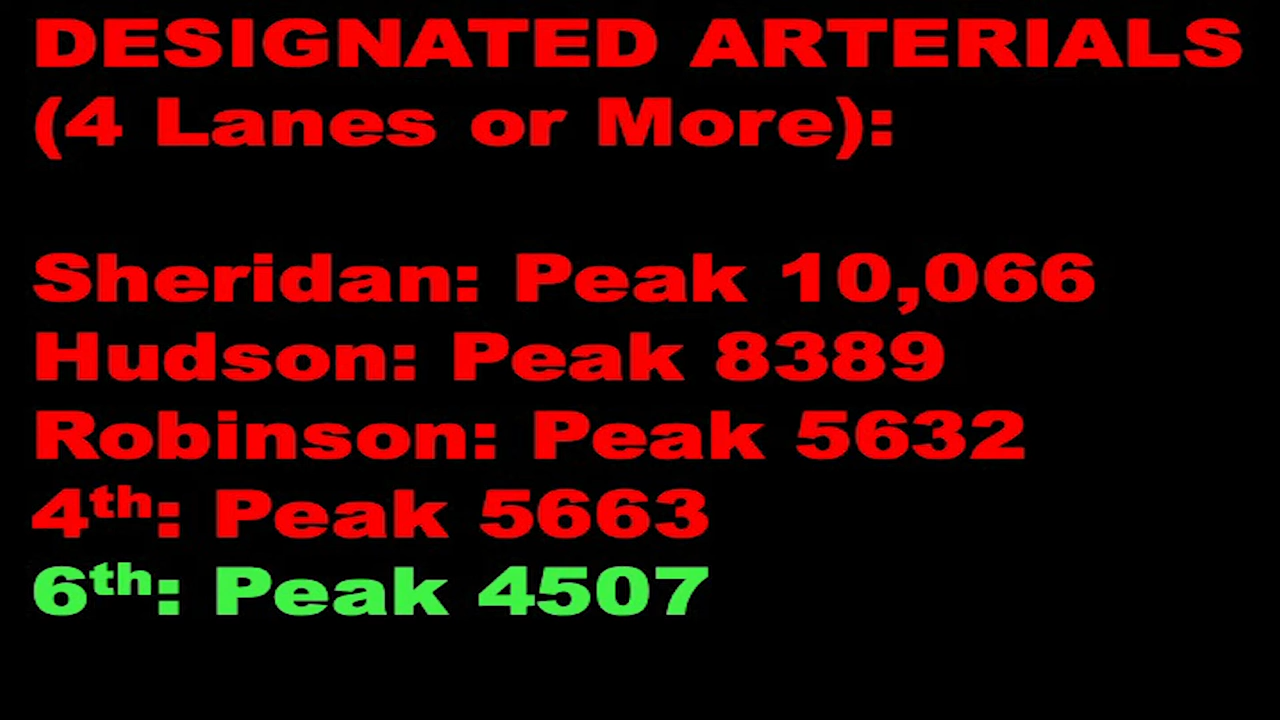 DESIGNATED ARTERIALS
(4 Lanes or More):
Sheridan: Peak 10,066
Hudson: Peak 8389
Robinson: Peak 5632
4th: Peak 5663
6th: Peak 4507